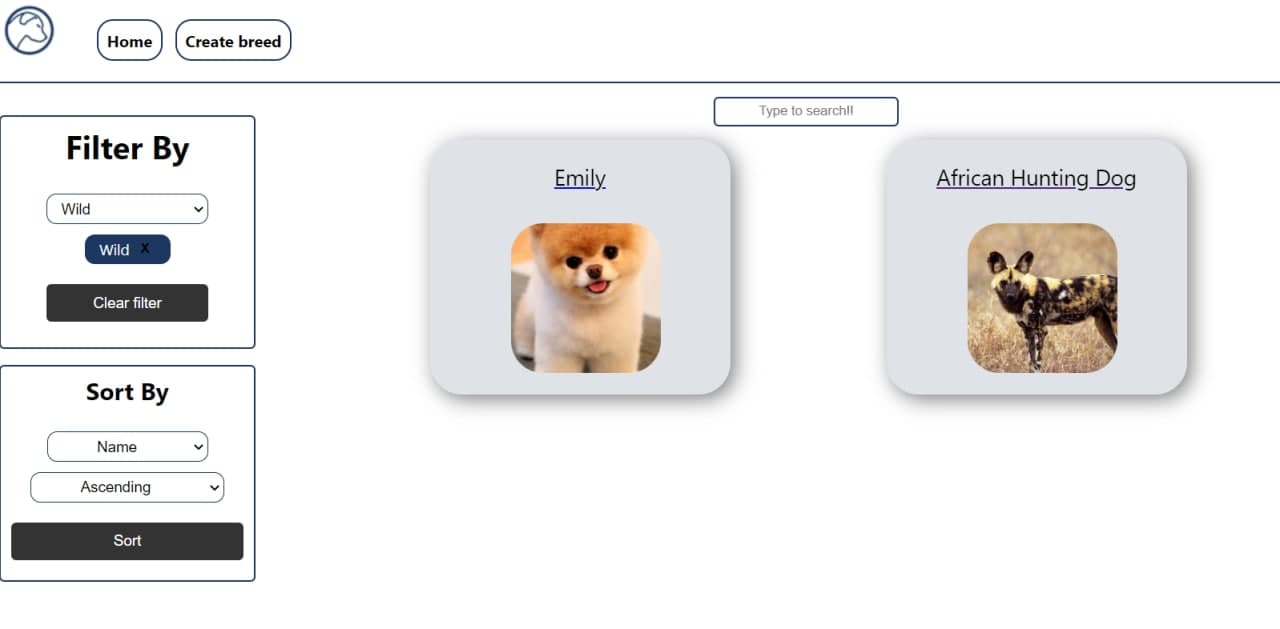 Home
Create breed
Type to search!!
Filter By
Wild
Wild X
Clear filter
Sort By
Name
Ascending
Sort
Emily
African Hunting Dog